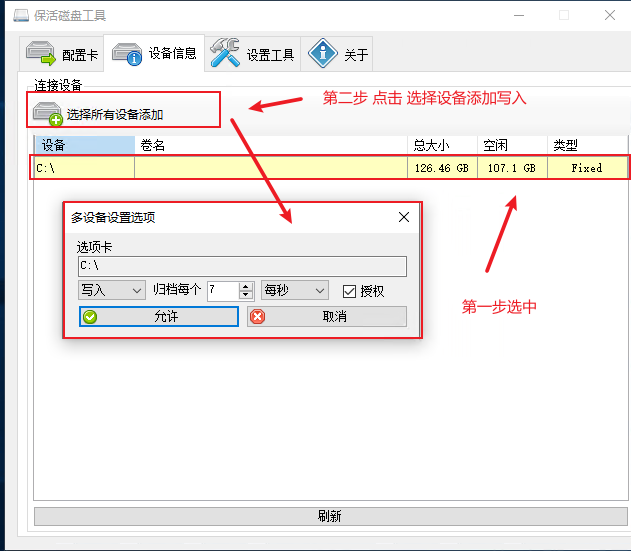 保活磁盘工具
配置卡 设备信息 设置工具 关于
连接设备
选择所有设备添加
第二步 点击 选择设备添加写入
设备 卷名 总大小 空闲 类型
C:\ 126.46 GB 107.1 GB Fixed
多设备设置选项
选项卡
C:\
写入 归档每个 7 每秒 授权
允许 取消
第一步选中
刷新